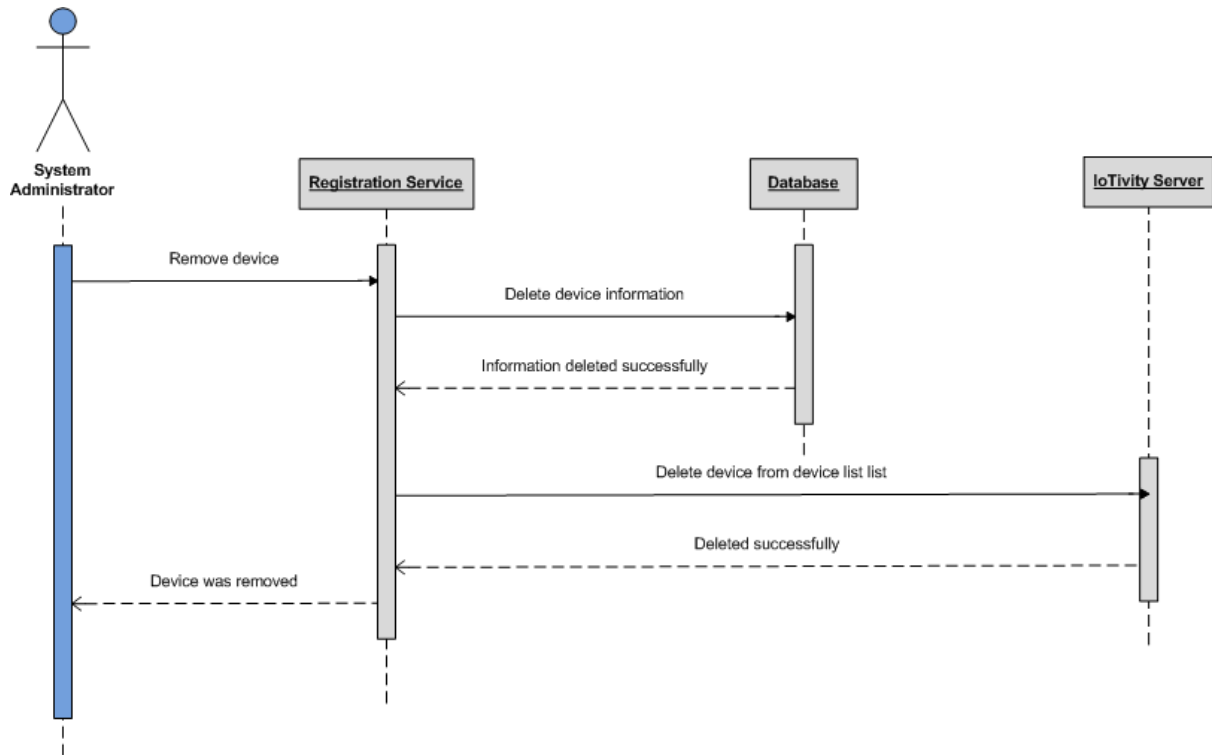 System
Administrator
Registration Service
Database
IoTivity Server
Remove device
Delete device information
Information deleted successfully
Delete device from device list list
Deleted successfully
Device was removed